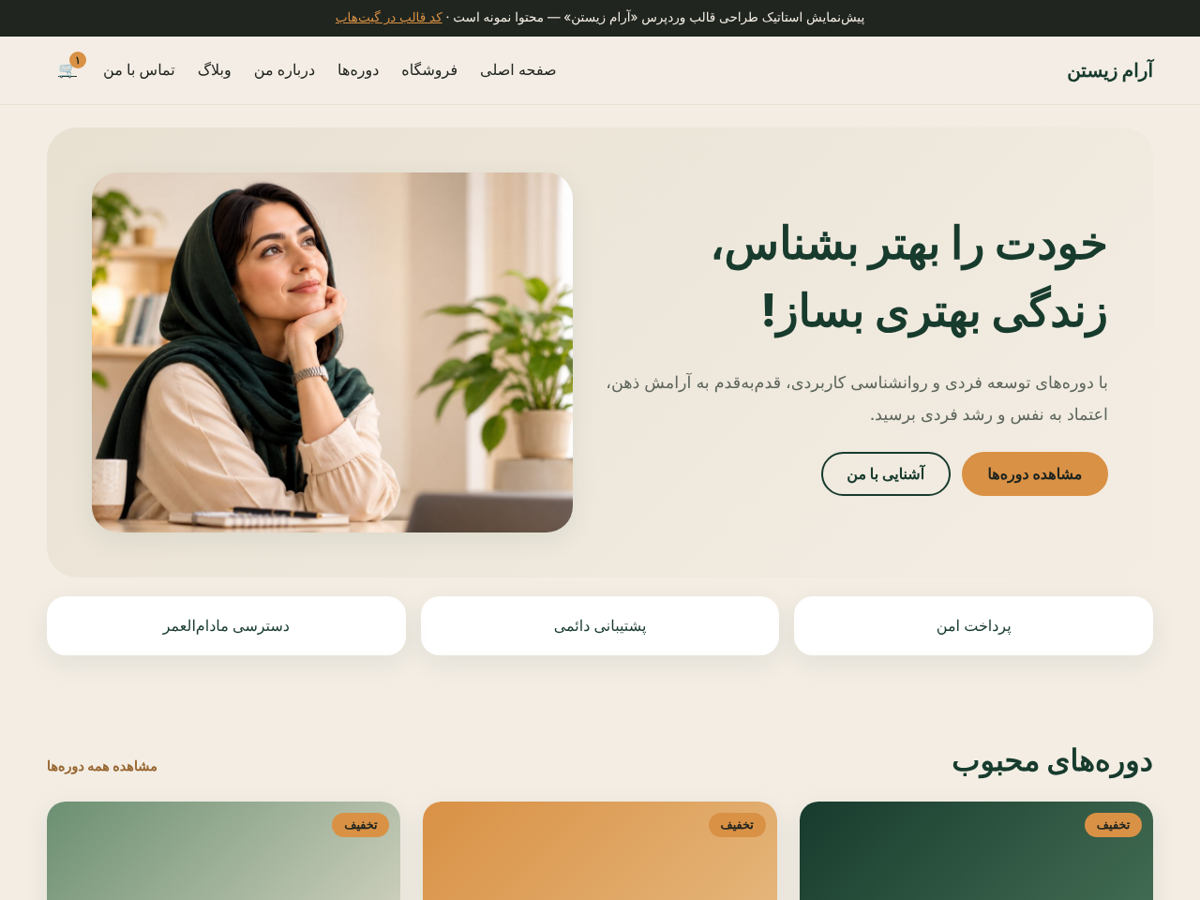 پیش‌نمایش استاتیک طراحی قالب وردپرس «آرام زیستن» — محتوا نمونه است · کد قالب در گیت‌هاب
آرام زیستن
صفحه اصلی
فروشگاه
دوره‌ها
درباره من
وبلاگ
تماس با من
۱
خودت را بهتر بشناس،
زندگی بهتری بساز!
با دوره‌های توسعه فردی و روانشناسی کاربردی، قدم‌به‌قدم به آرامش ذهن،
اعتماد به نفس و رشد فردی برسید.
مشاهده دوره‌ها
آشنایی با من
پرداخت امن
پشتیبانی دائمی
دسترسی مادام‌العمر
دوره‌های محبوب
مشاهده همه دوره‌ها
تخفیف
تخفیف
تخفیف